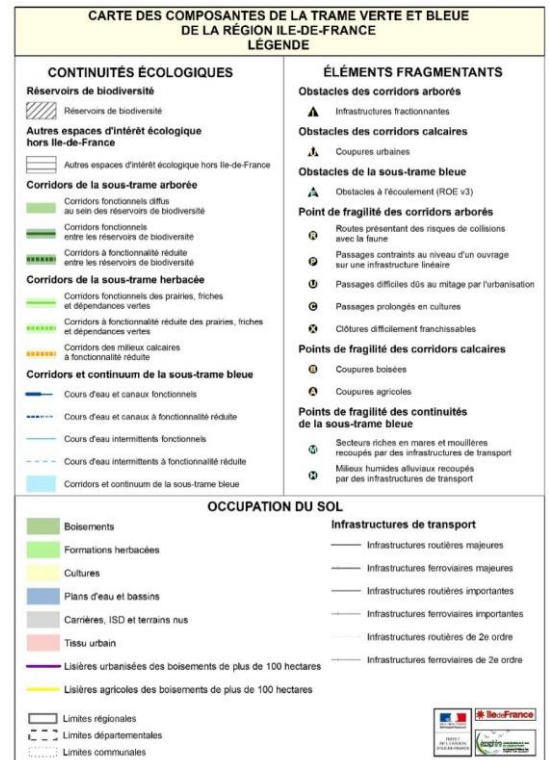 CARTE DES COMPOSANTES DE LA TRAME VERTE ET BLEUE
DE LA RÉGION ILE-DE-FRANCE
LÉGENDE
CONTINUITÉS ÉCOLOGIQUES
Réservoirs de biodiversité
Réservoirs de biodiversité
Autres espaces d'intérêt écologique
hors Ile-de-France
Autres espaces d'intérêt écologique hors Ile-de-France
Corridors de la sous-trame arborée
Corridors fonctionnels diffus
au sein des réservoirs de biodiversité
Corridors fonctionnels
entre les réservoirs de biodiversité
Corridors à fonctionnalité réduite
entre les réservoirs de biodiversité
Corridors de la sous-trame herbacée
Corridors fonctionnels des prairies, friches
et dépendances vertes
Corridors à fonctionnalité réduite des prairies, friches
et dépendances vertes
Corridors des milieux calcaires
à fonctionnalité réduite
Corridors et continuum de la sous-trame bleue
Cours d'eau et canaux fonctionnels
Cours d'eau et canaux à fonctionnalité réduite
Cours d'eau intermittents fonctionnels
Cours d'eau intermittents à fonctionnalité réduite
Corridors et continuum de la sous-trame bleue
ÉLÉMENTS FRAGMENTANTS
Obstacles des corridors arborés
Infrastructures fractionnantes
Obstacles des corridors calcaires
Coupures urbaines
Obstacles de la sous-trame bleue
Obstacles à l'écoulement (ROE v3)
Point de fragilité des corridors arborés
R Routes présentant des risques de collisions
avec la faune
P Passages contraints au niveau d'un ouvrage
sur une infrastructure linéaire
U Passages difficiles dûs au mitage par l'urbanisation
C Passages prolongés en cultures
X Clôtures difficilement franchissables
Points de fragilité des corridors calcaires
B Coupures boisées
A Coupures agricoles
Points de fragilité des continuités
de la sous-trame bleue
M Secteurs riches en mares et mouillères
recoupés par des infrastructures de transport
H Milieux humides alluviaux recoupés
par des infrastructures de transport
OCCUPATION DU SOL
Boisements
Formations herbacées
Cultures
Plans d'eau et bassins
Carrières, ISD et terrains nus
Tissu urbain
Lisières urbanisées des boisements de plus de 100 hectares
Lisières agricoles des boisements de plus de 100 hectares
Limites régionales
Limites départementales
Limites communales
Infrastructures de transport
Infrastructures routières majeures
Infrastructures ferroviaires majeures
Infrastructures routières importantes
Infrastructures ferroviaires importantes
Infrastructures routières de 2e ordre
Infrastructures ferroviaires de 2e ordre
îledeFrance